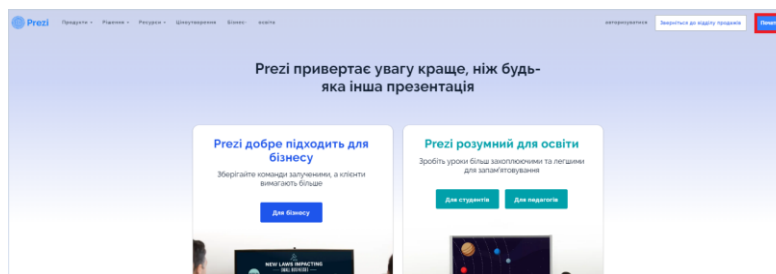 Prezi
Продукти Рішення Ресурси Ціноутворення Бізнес освіта
авторизуватися Зверніться до відділу продажів
Prezi привертає увагу краще, ніж будь-
яка інша презентація
Prezi добре підходить для
бізнесу
Зберігайте команди залученими, а клієнти
вимагають більше
Для бізнесу
NEW LAWS IMPACTING
SMALL BUSINESSES
Prezi розумний для освіти
Зробіть уроки більш захоплюючими та легшими
для запам'ятовування
Для студентів Для педагогів